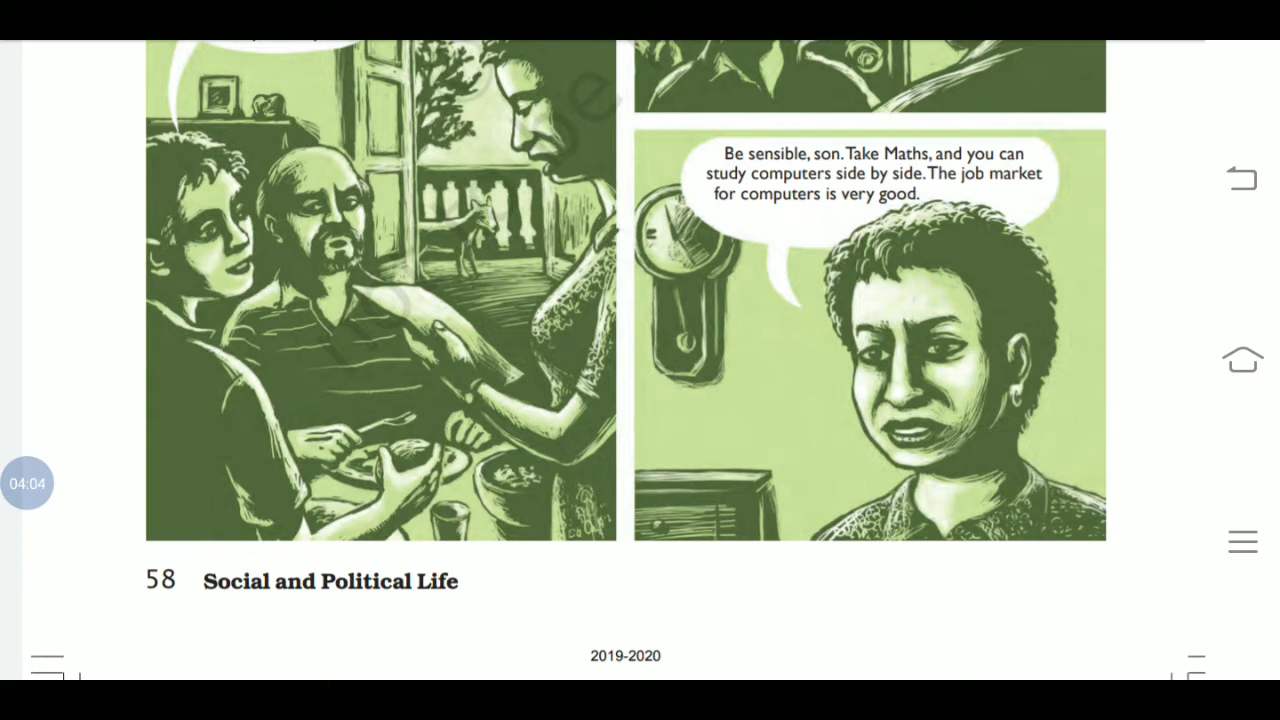 Be sensible, son. Take Maths, and you can
study computers side by side. The job market
for computers is very good.
04:04
58 Social and Political Life
2019-2020